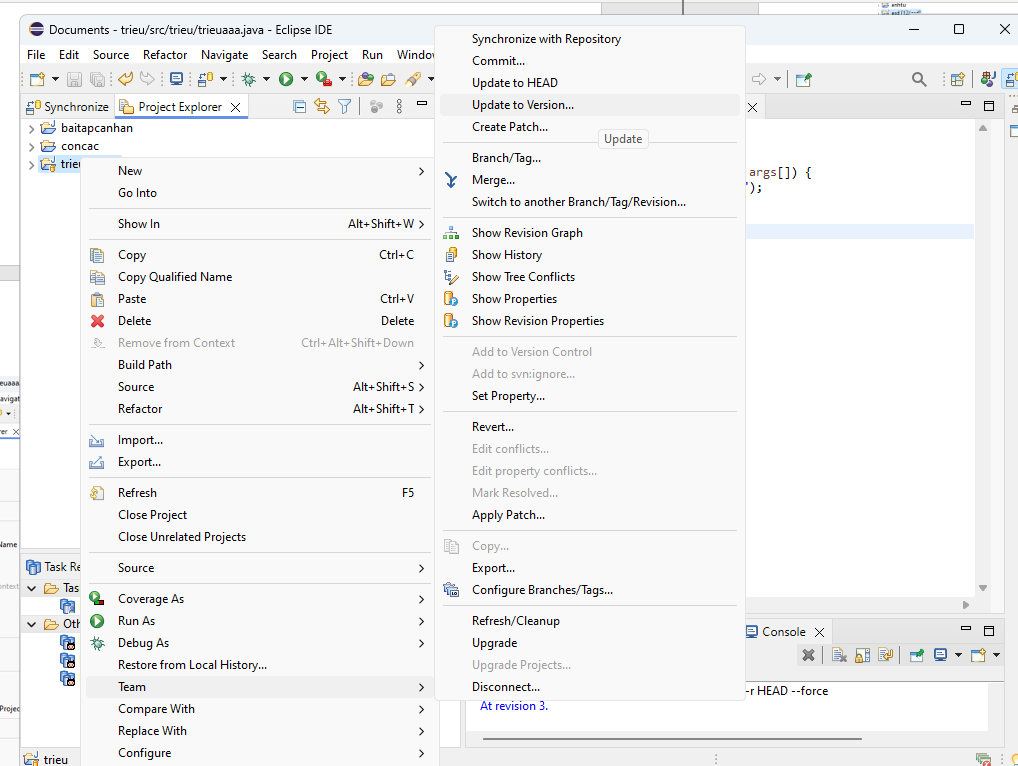 Documents - trieu/src/trieu/trieuaaa.java - Eclipse IDE
File Edit Source Refactor Navigate Search Project Run Window
Synchronize Project Explorer
baitapcanhan
concac
trieu
New
Go Into
Show In Alt+Shift+W
Copy Ctrl+C
Copy Qualified Name
Paste Ctrl+V
Delete Delete
Remove from Context Ctrl+Alt+Shift+Down
Build Path
Source Alt+Shift+S
Refactor Alt+Shift+T
Import...
Export...
Refresh F5
Close Project
Close Unrelated Projects
Source
Coverage As
Run As
Debug As
Restore from Local History...
Team
Compare With
Replace With
Configure
Synchronize with Repository
Commit...
Update to HEAD
Update to Version...
Create Patch...
Update
Branch/Tag...
Merge...
Switch to another Branch/Tag/Revision...
Show Revision Graph
Show History
Show Tree Conflicts
Show Properties
Show Revision Properties
Add to Version Control
Add to svn:ignore...
Set Property...
Revert...
Edit conflicts...
Edit property conflicts...
Mark Resolved...
Apply Patch...
Copy...
Export...
Configure Branches/Tags...
Refresh/Cleanup
Upgrade
Upgrade Projects...
Disconnect...
args[]) {
");
Task Re
Tas
Oth
Console
-r HEAD --force
At revision 3.
trieu